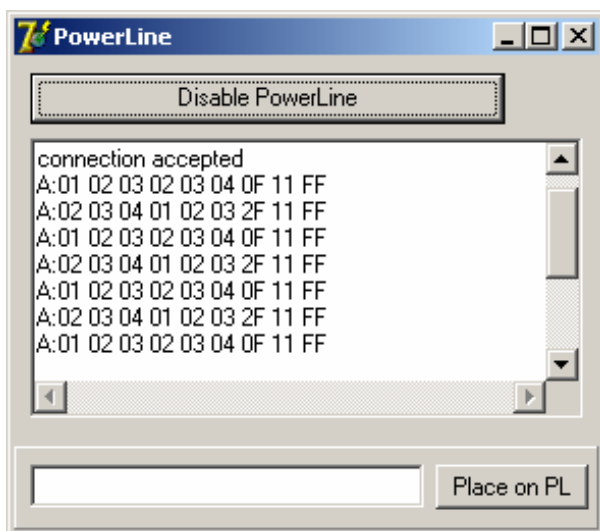 PowerLine
Disable PowerLine
connection accepted
A:01 02 03 02 03 04 0F 11 FF
A:02 03 04 01 02 03 2F 11 FF
A:01 02 03 02 03 04 0F 11 FF
A:02 03 04 01 02 03 2F 11 FF
A:01 02 03 02 03 04 0F 11 FF
A:02 03 04 01 02 03 2F 11 FF
A:01 02 03 02 03 04 0F 11 FF
Place on PL